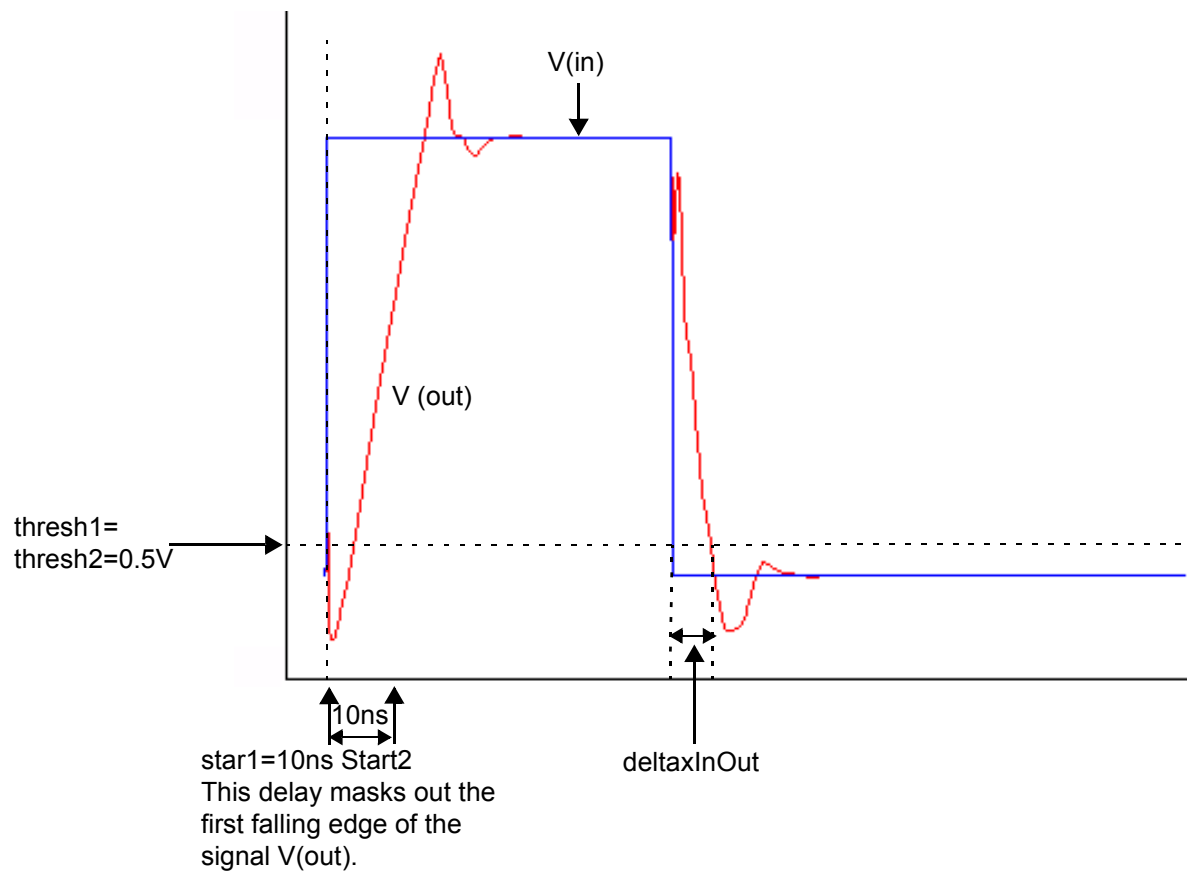 V(in)
V (out)
thresh1=
thresh2=0.5V
10ns
star1=10ns Start2
This delay masks out the
first falling edge of the
signal V(out).
deltaxInOut